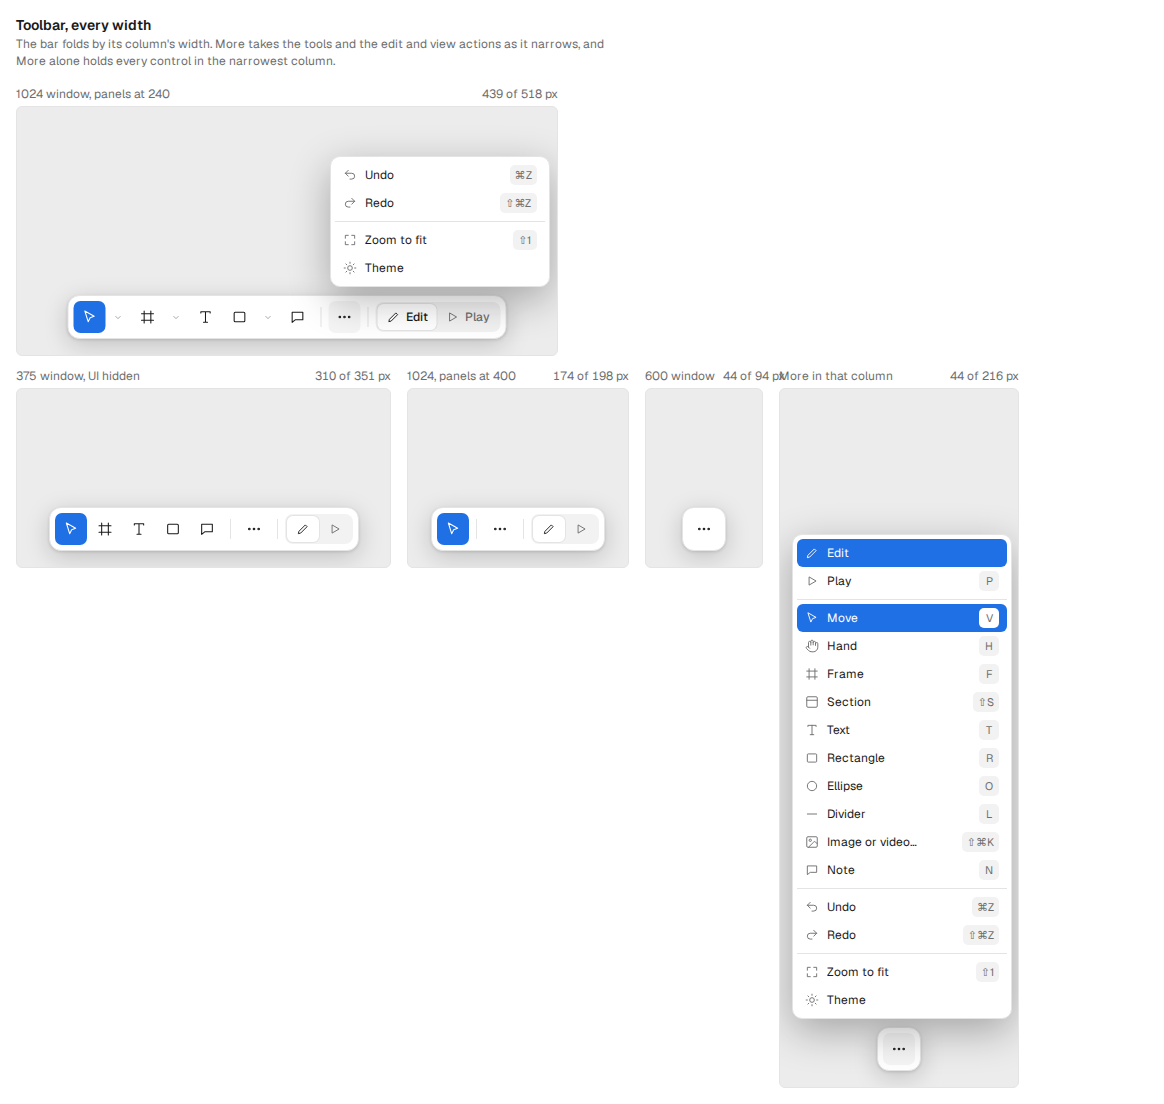 Toolbar, every width
The bar folds by its column's width. More takes the tools and the edit and view actions as it narrows, and
More alone holds every control in the narrowest column.
1024 window, panels at 240
439 of 518 px
Undo ⌘Z
Redo ⇧⌘Z
Zoom to fit ⇧1
Theme
Edit
Play
375 window, UI hidden
310 of 351 px
1024, panels at 400
174 of 198 px
600 window
44 of 94 px
More in that column
44 of 216 px
Edit
Play P
Move V
Hand H
Frame F
Section ⇧S
Text T
Rectangle R
Ellipse O
Divider L
Image or video… ⇧⌘K
Note N
Undo ⌘Z
Redo ⇧⌘Z
Zoom to fit ⇧1
Theme